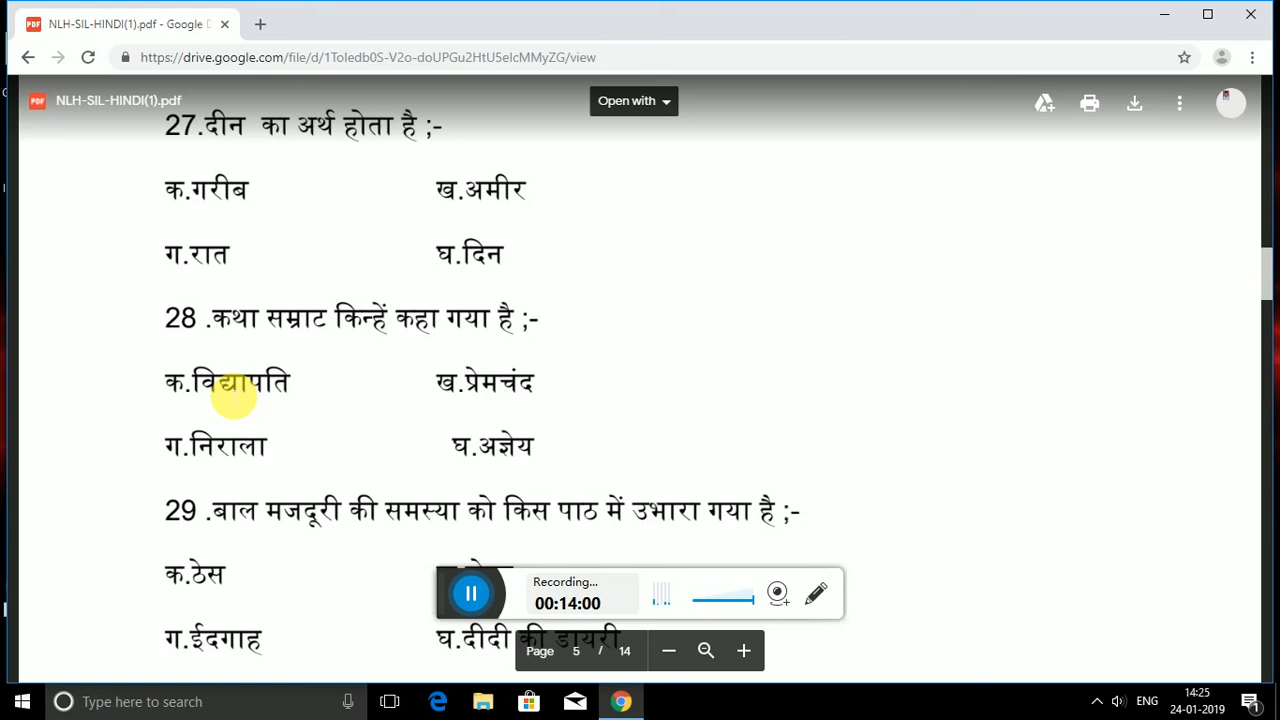 NLH-SIL-HINDI(1).pdf - Google
https://drive.google.com/file/d/1Toledb0S-V2o-doUPGu2HtU5elcMMyZG/view
NLH-SIL-HINDI(1).pdf
Open with
27.दीन का अर्थ होता है ;-
क.गरीब ख.अमीर
ग.रात घ.दिन
28 .कथा सम्राट किन्हें कहा गया है ;-
क.विद्यापति ख.प्रेमचंद
ग.निराला घ.अज्ञेय
29 .बाल मजदूरी की समस्या को किस पाठ में उभारा गया है ;-
क.ठेस
Recording...
00:14:00
ग.ईदगाह घ.दीदी की डायरी
Page 5 / 14
Type here to search
ENG
14:25
24-01-2019